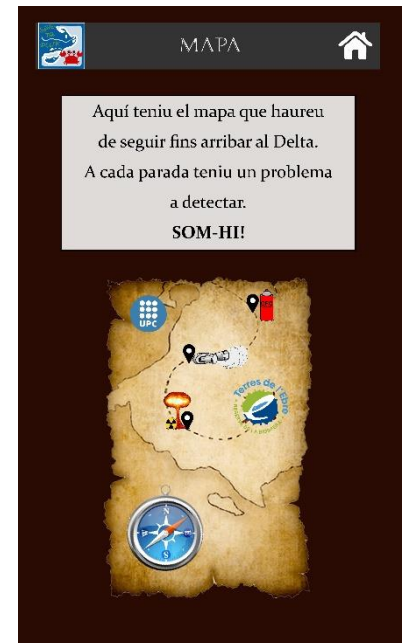 MAPA
Aquí teniu el mapa que haureu
de seguir fins arribar al Delta.
A cada parada teniu un problema
a detectar.
SOM-HI!
UPC
Terres de l'Ebre
N
E
S